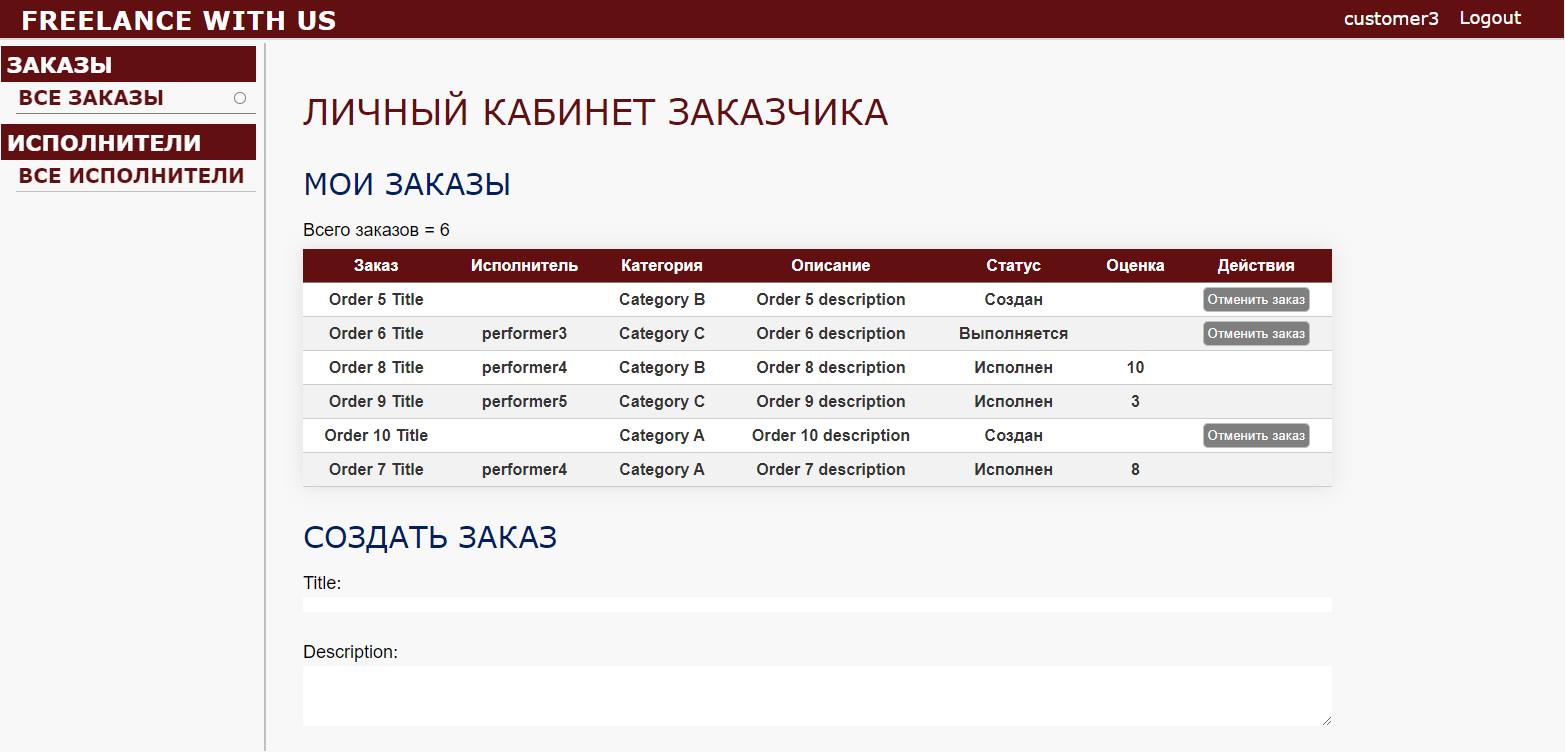 FREELANCE WITH US customer3 Logout
ЗАКАЗЫ
ВСЕ ЗАКАЗЫ
ИСПОЛНИТЕЛИ
ВСЕ ИСПОЛНИТЕЛИ
ЛИЧНЫЙ КАБИНЕТ ЗАКАЗЧИКА
МОИ ЗАКАЗЫ
Всего заказов = 6
Заказ Исполнитель Категория Описание Статус Оценка Действия
Order 5 Title Category B Order 5 description Создан Отменить заказ
Order 6 Title performer3 Category C Order 6 description Выполняется Отменить заказ
Order 8 Title performer4 Category B Order 8 description Исполнен 10
Order 9 Title performer5 Category C Order 9 description Исполнен 3
Order 10 Title Category A Order 10 description Создан Отменить заказ
Order 7 Title performer4 Category A Order 7 description Исполнен 8
СОЗДАТЬ ЗАКАЗ
Title:
Description: